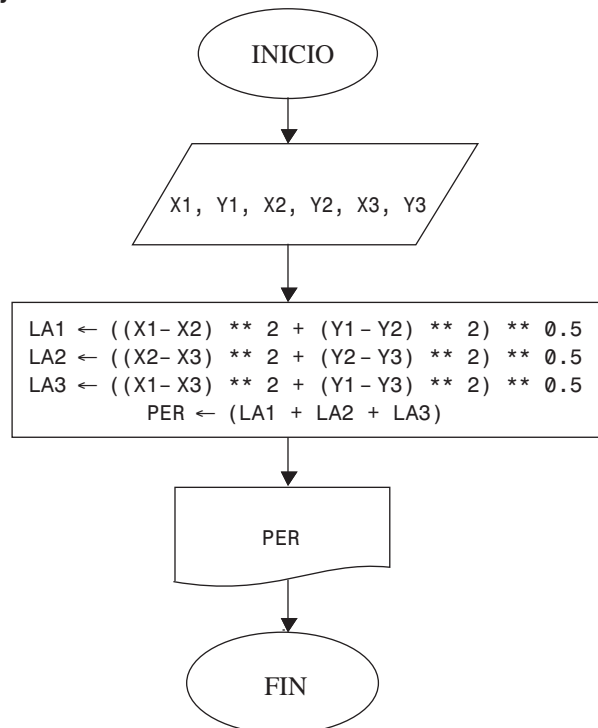 INICIO
X1, Y1, X2, Y2, X3, Y3
LA1 ← ((X1-X2) ** 2 + (Y1-Y2) ** 2) ** 0.5
LA2 ← ((X2-X3) ** 2 + (Y2-Y3) ** 2) ** 0.5
LA3 ← ((X1-X3) ** 2 + (Y1-Y3) ** 2) ** 0.5
PER ← (LA1 + LA2 + LA3)
PER
FIN